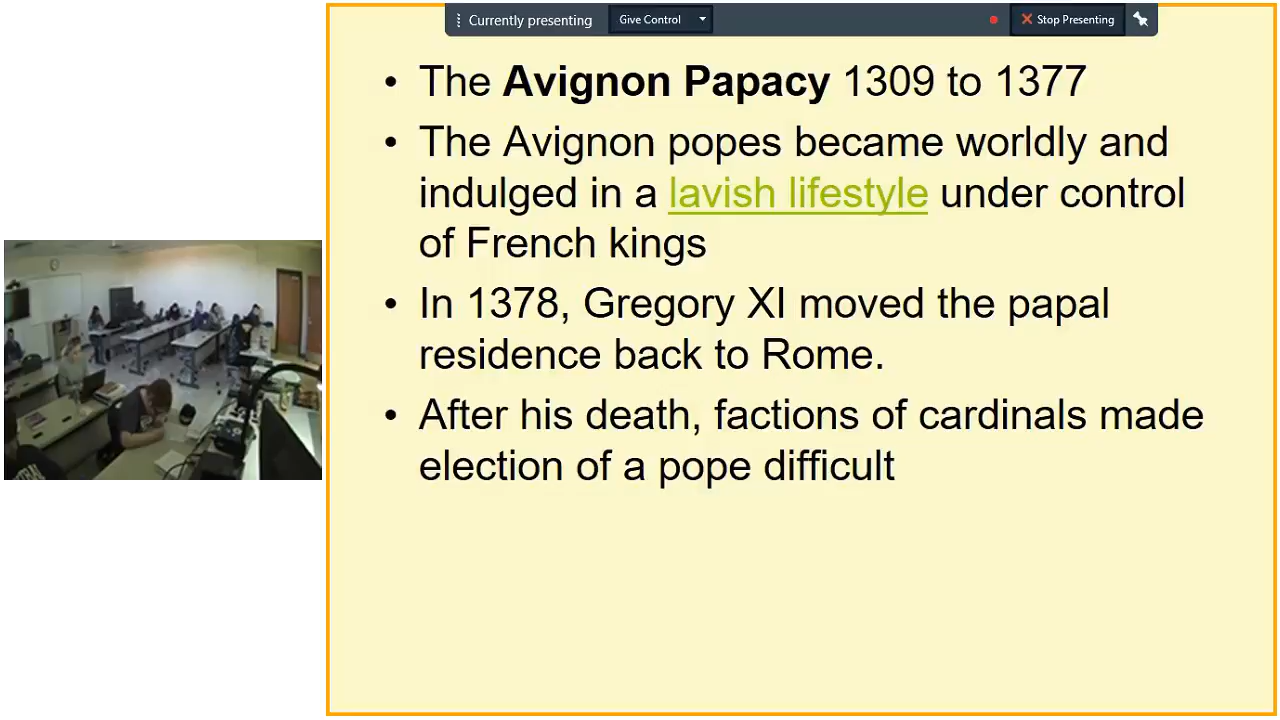 Currently presenting Give Control Stop Presenting
• The Avignon Papacy 1309 to 1377
• The Avignon popes became worldly and
indulged in a lavish lifestyle under control
of French kings
• In 1378, Gregory XI moved the papal
residence back to Rome.
• After his death, factions of cardinals made
election of a pope difficult